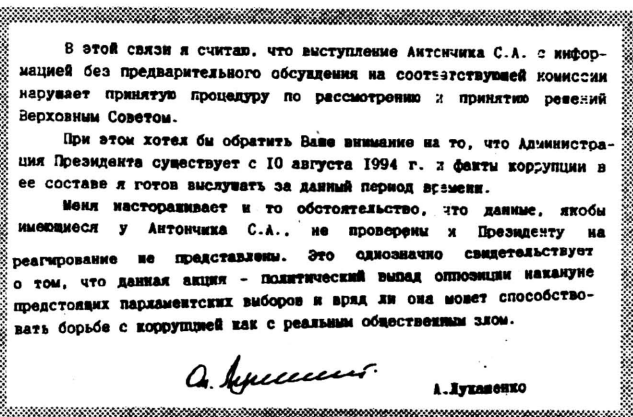 В этой связи я считаю, что выступление Антончика С.А. с инфор-
мацией без предварительного обсуждения на соответствующей комиссии
нарушает принятую процедуру по рассмотрению и принятию решений
Верховным Советом.
При этом хотел бы обратить Ваше внимание на то, что Администра-
ция Президента существует с 10 августа 1994 г. и факты коррупции в
ее составе я готов выслушать за данный период времени.
Меня настораживает и то обстоятельство, что данные, якобы
имеющиеся у Антончика С.А., не проверены и Президенту на
реагирование не представлены. Это однозначно свидетельствует
о том, что данная акция - политический выпад оппозиции накануне
предстоящих парламентских выборов и вряд ли она может способство-
вать борьбе с коррупцией как с реальным общественным злом.
А.Лукашенко